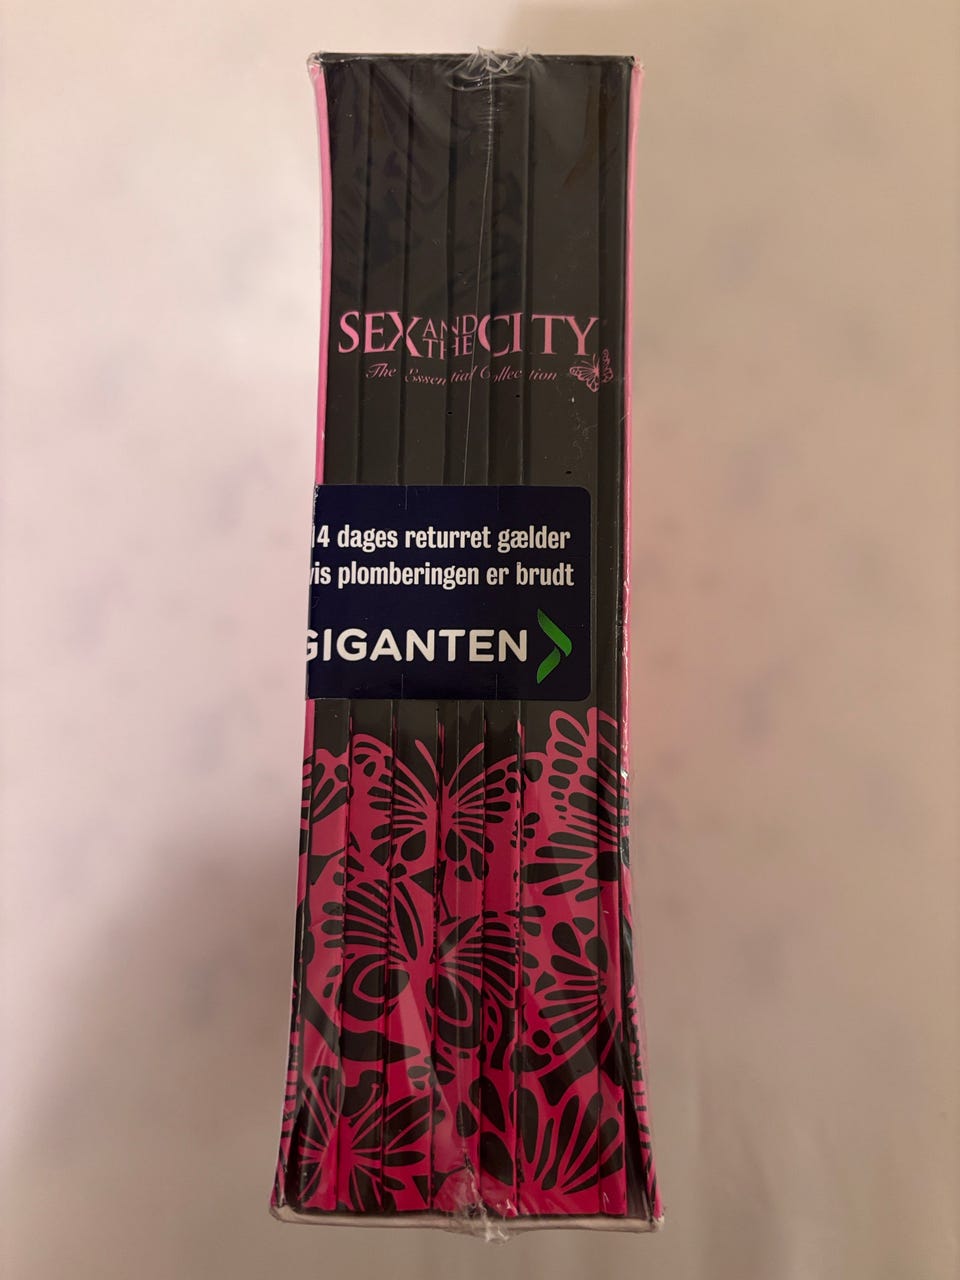 SEX AND THE CITY
The Essential Collection
14 dages returret gælder
vis plomberingen er brudt
GIGANTEN